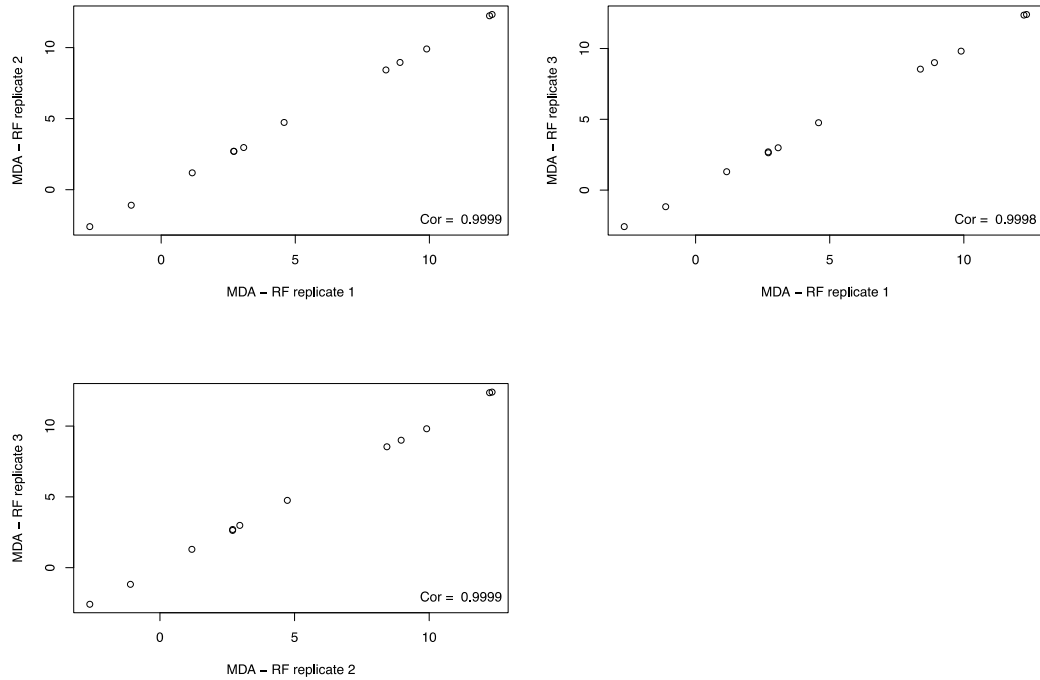 MDA − RF replicate 2
10
5
0
Cor = 0.9999
0 5 10
MDA − RF replicate 1
MDA − RF replicate 3
10
5
0
Cor = 0.9998
0 5 10
MDA − RF replicate 1
MDA − RF replicate 3
10
5
0
Cor = 0.9999
0 5 10
MDA − RF replicate 2